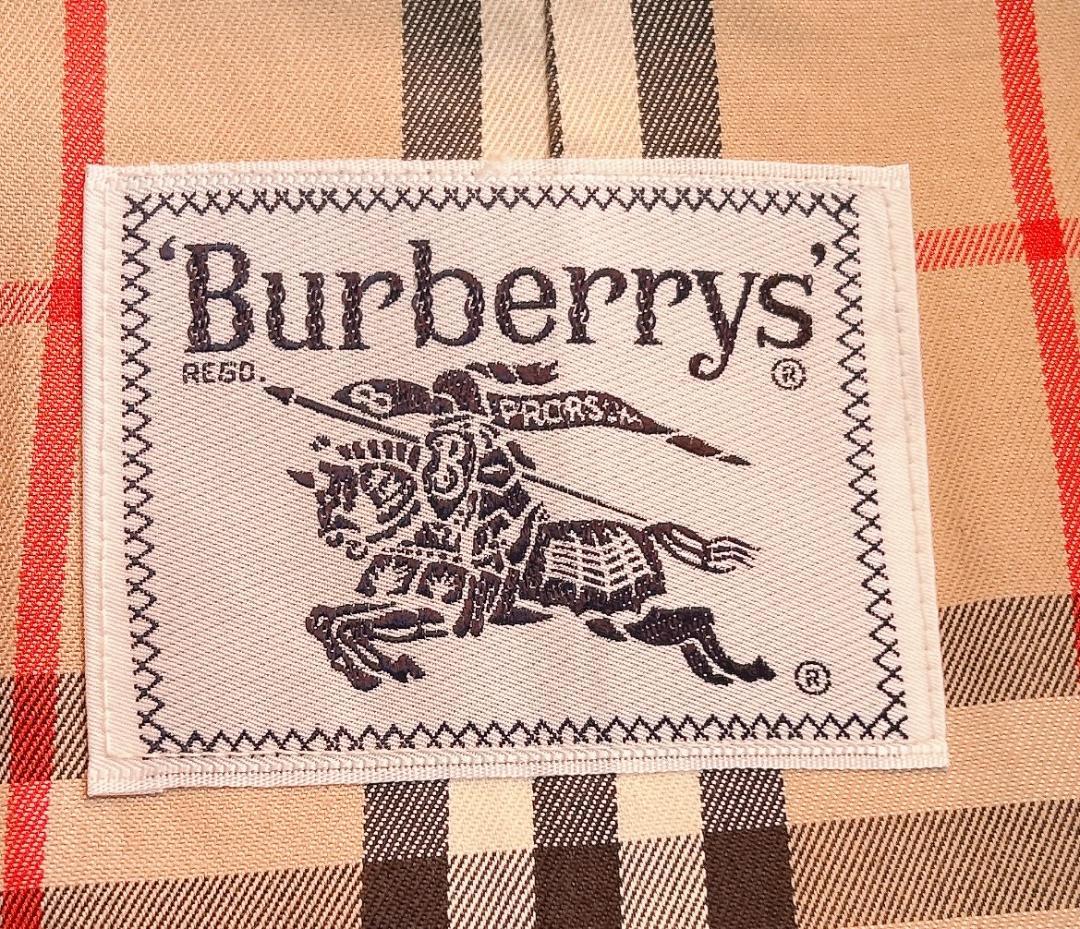 ‘Burberrys’
REGD. ®
B PRORSUM
B
®